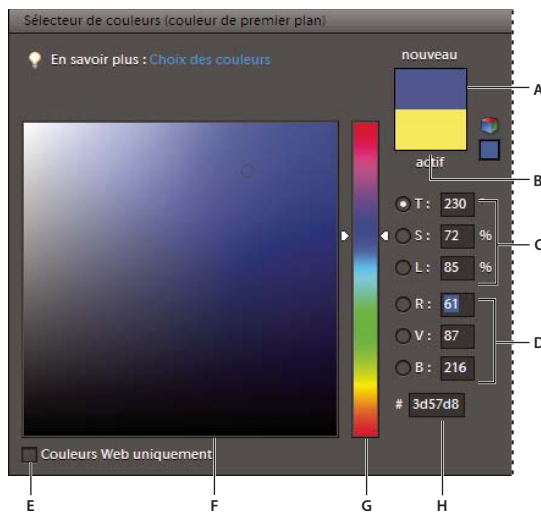 Sélecteur de couleurs (couleur de premier plan)
En savoir plus : Choix des couleurs
nouveau
A
actif
B
T : 230
S : 72 %
C
L : 85 %
R : 61
V : 87
D
B : 216
# 3d57d8
Couleurs Web uniquement
E F G H